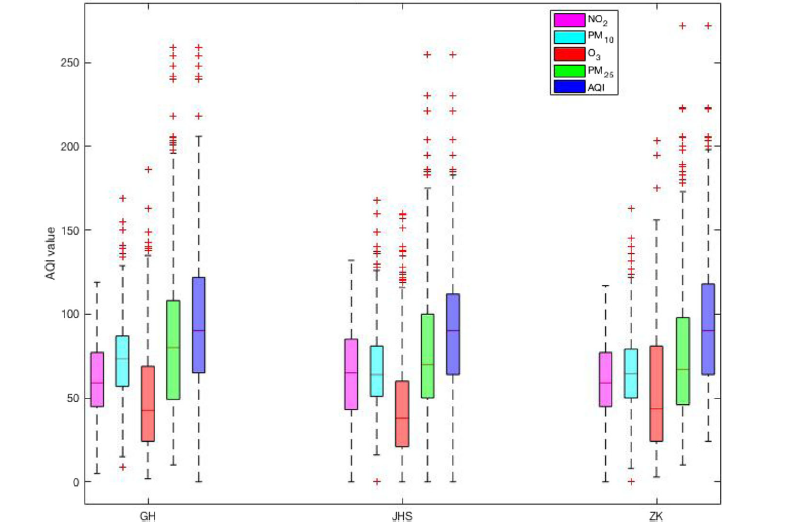 NO2
PM10
O3
PM25
AQI
250
200
150
100
50
0
AQI value
GH JHS ZK